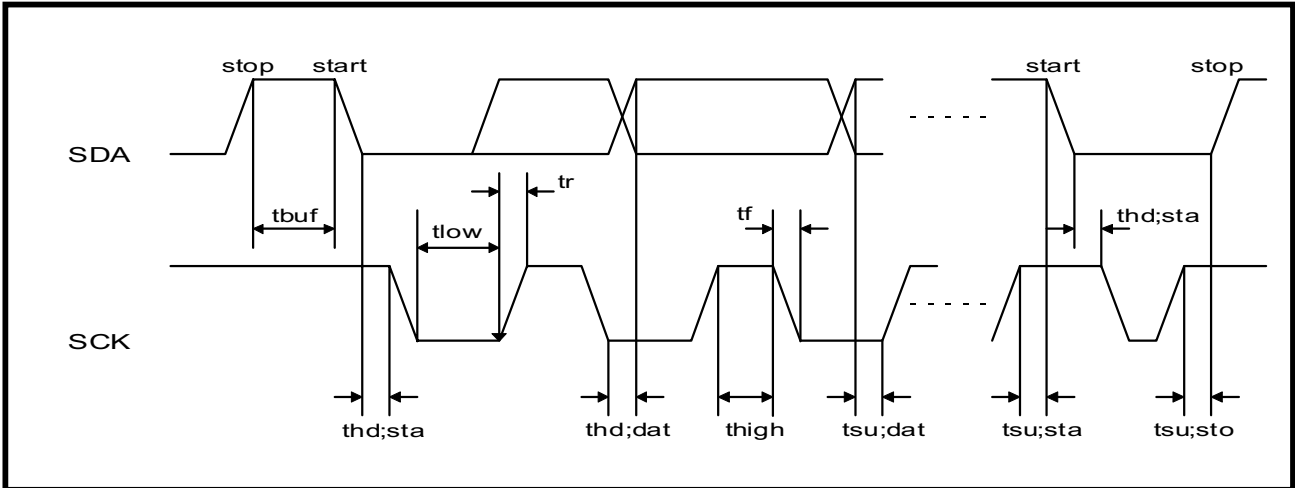 stop start start stop
SDA
tr
tbuf tlow tf thd;sta
SCK
thd;sta thd;dat thigh tsu;dat tsu;sta tsu;sto